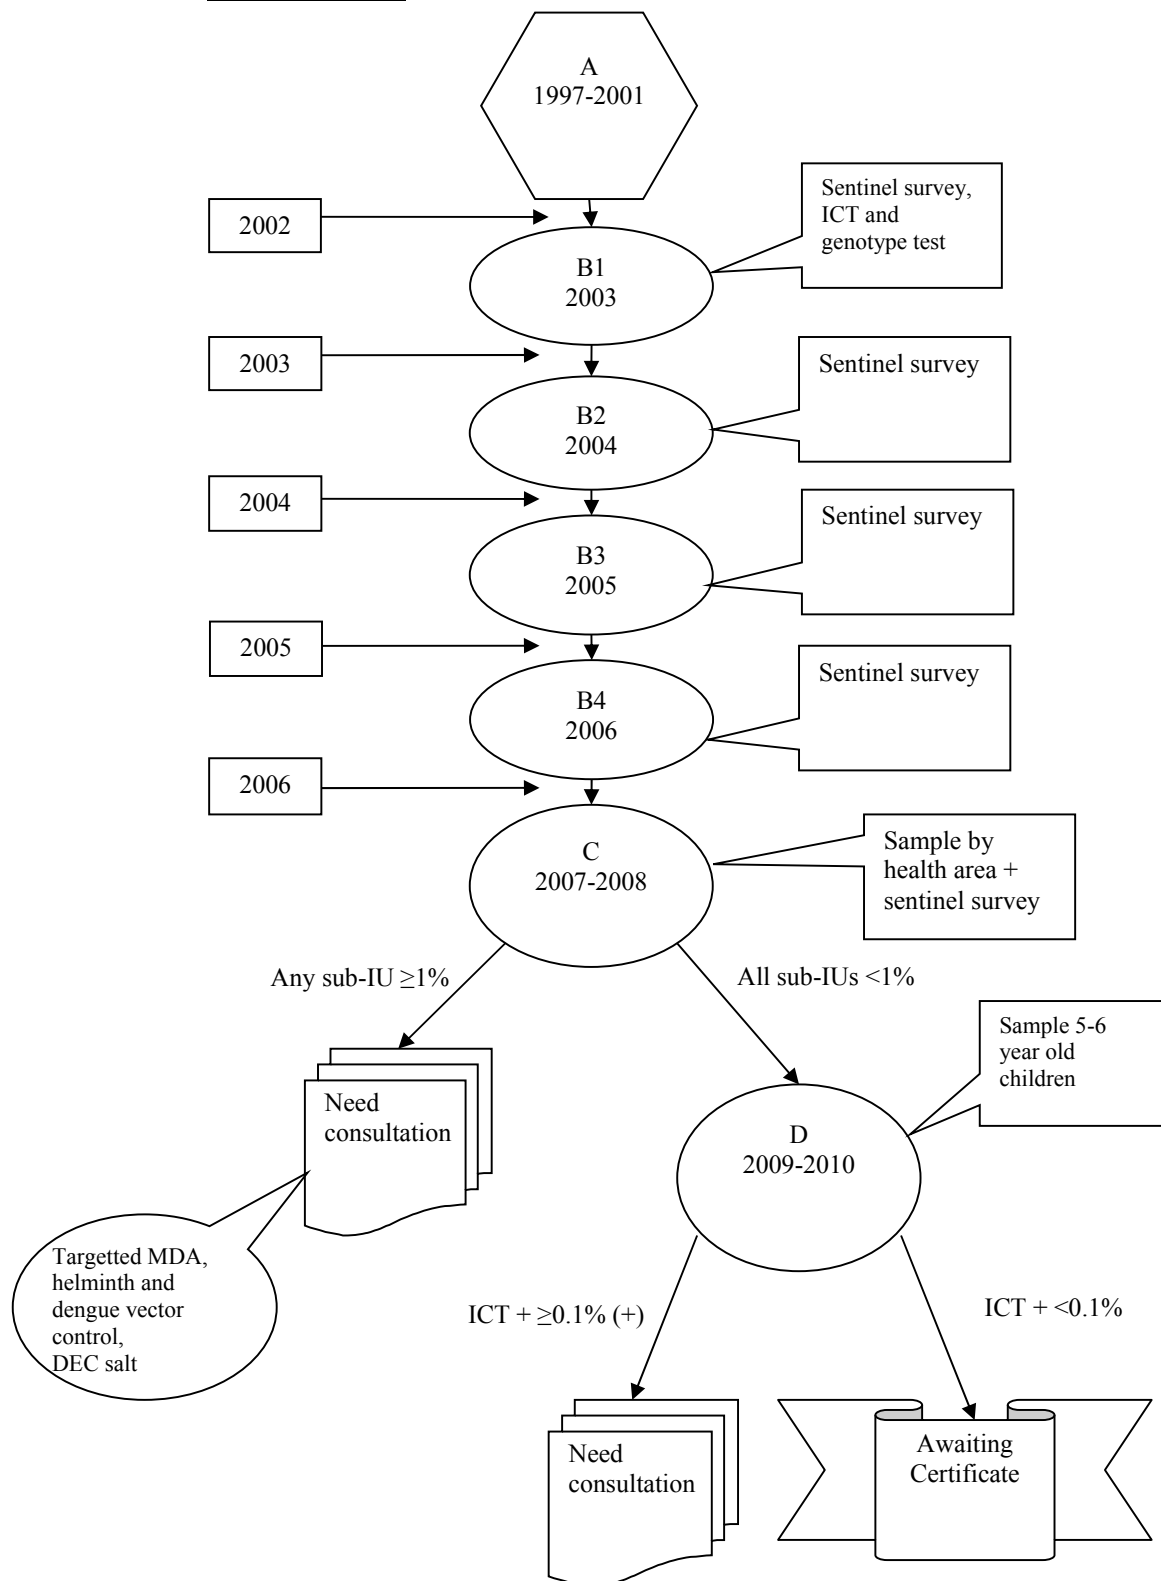 A
1997-2001
Sentinel survey,
ICT and
genotype test
2002
B1
2003
2003
Sentinel survey
B2
2004
2004
Sentinel survey
B3
2005
2005
Sentinel survey
B4
2006
2006
Sample by
health area +
sentinel survey
C
2007-2008
Any sub-IU ≥1%
All sub-IUs <1%
Sample 5-6
year old
children
Need
consultation
D
2009-2010
Targetted MDA,
helminth and
dengue vector
control,
DEC salt
ICT + ≥0.1% (+)
ICT + <0.1%
Need
consultation
Awaiting
Certificate